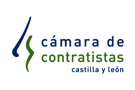 cámara de
contratistas
castilla y león